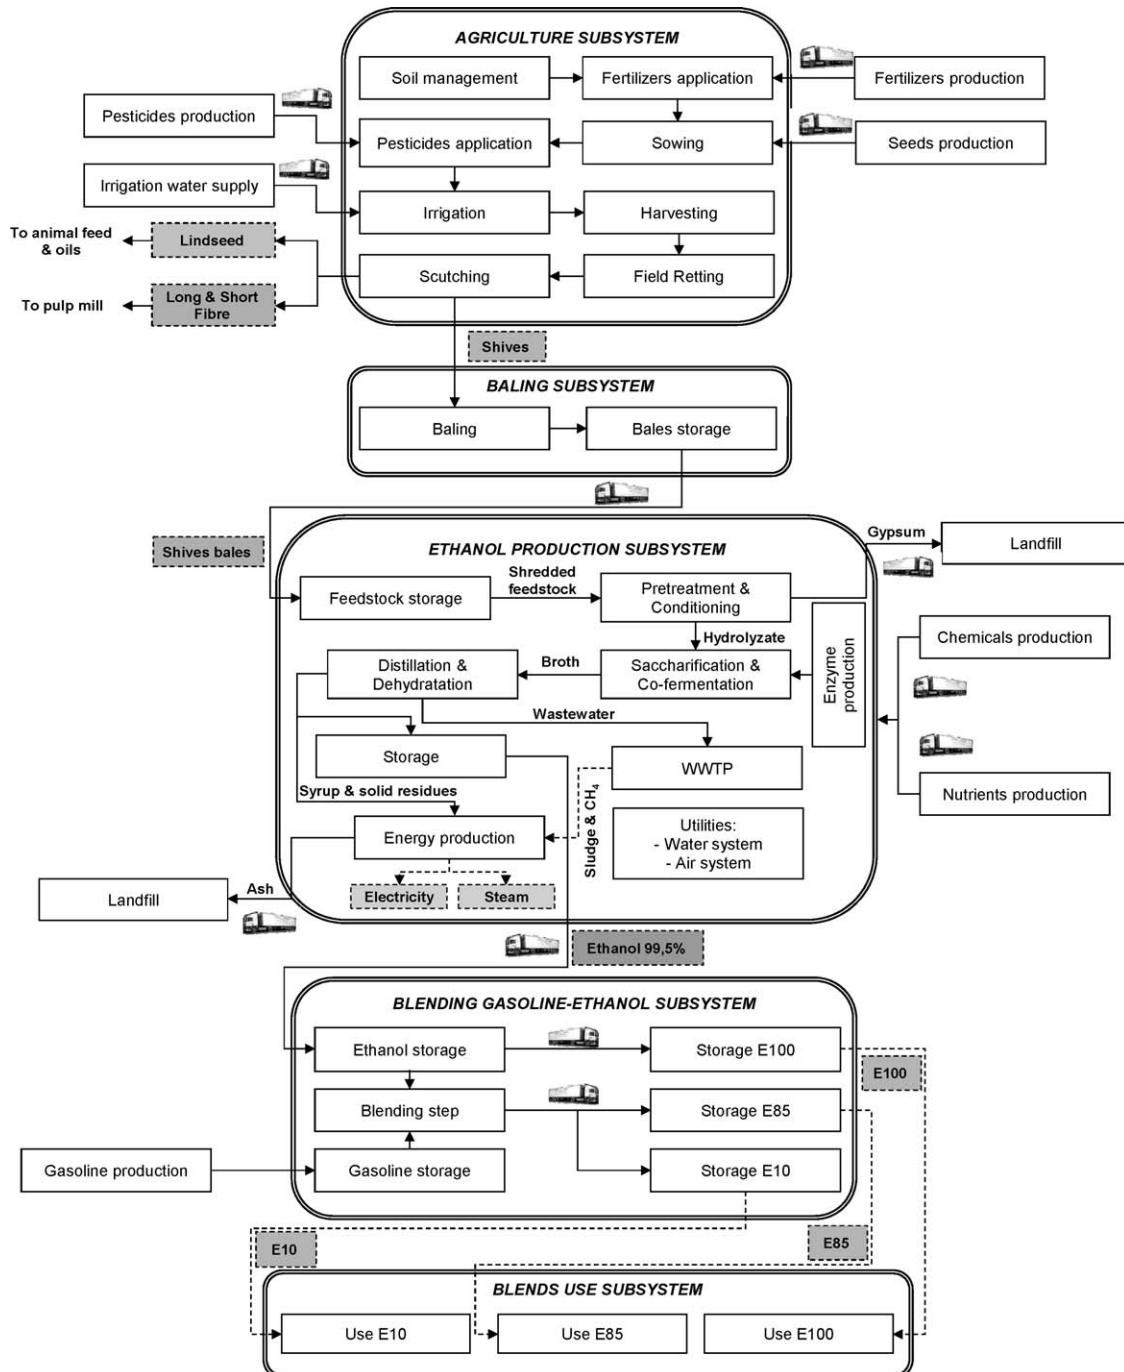 AGRICULTURE SUBSYSTEM
Soil management
Fertilizers application
Fertilizers production
Pesticides production
Pesticides application
Sowing
Seeds production
Irrigation water supply
Irrigation
Harvesting
To animal feed
& oils
Lindseed
Scutching
Field Retting
To pulp mill
Long & Short
Fibre
Shives
BALING SUBSYSTEM
Baling
Bales storage
Shives bales
ETHANOL PRODUCTION SUBSYSTEM
Gypsum
Landfill
Feedstock storage
Shredded
feedstock
Pretreatment &
Conditioning
Hydrolyzate
Enzyme
production
Chemicals production
Distillation &
Dehydratation
Broth
Saccharification &
Co-fermentation
Wastewater
Storage
WWTP
Syrup & solid residues
Sludge & CH₄
Nutrients production
Energy production
Utilities:
- Water system
- Air system
Electricity
Steam
Landfill
Ash
Ethanol 99,5%
BLENDING GASOLINE-ETHANOL SUBSYSTEM
Ethanol storage
Storage E100
E100
Blending step
Storage E85
Gasoline production
Gasoline storage
Storage E10
E10
E85
BLENDS USE SUBSYSTEM
Use E10
Use E85
Use E100